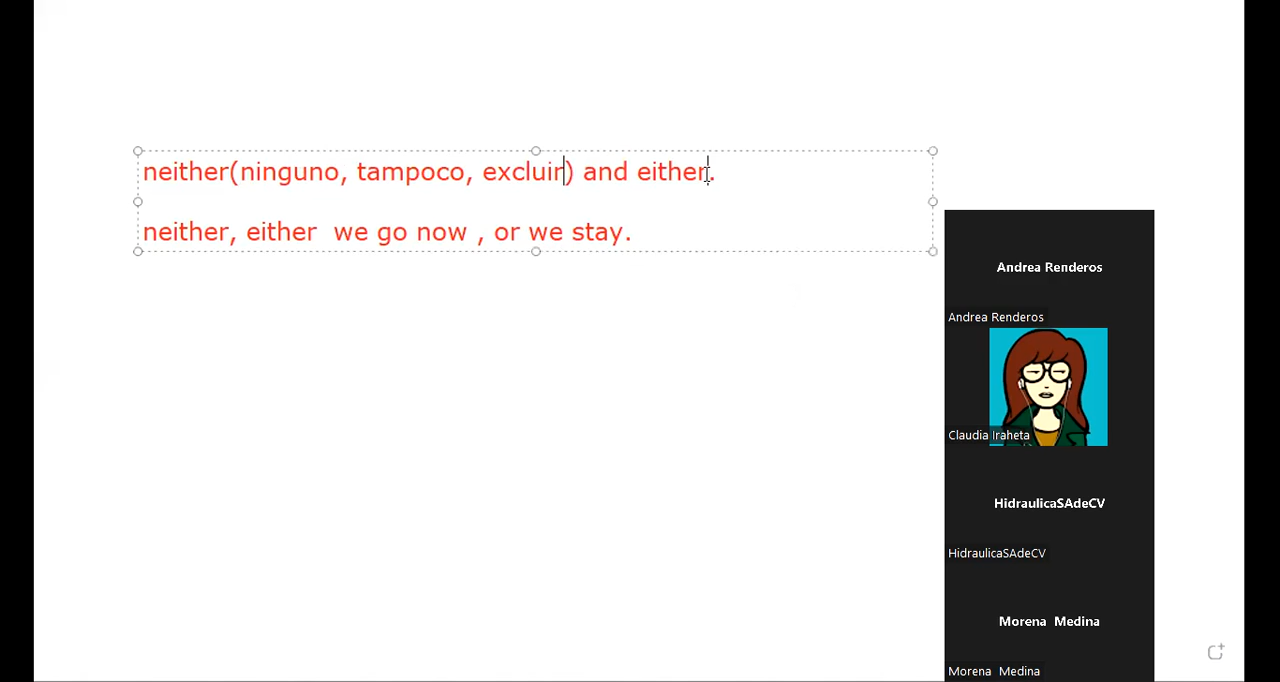 neither(ninguno, tampoco, excluir) and either.
neither, either  we go now , or we stay.
Andrea Renderos
Andrea Renderos
Claudia Iraheta
HidraulicaSAdeCV
HidraulicaSAdeCV
Morena  Medina
Morena  Medina